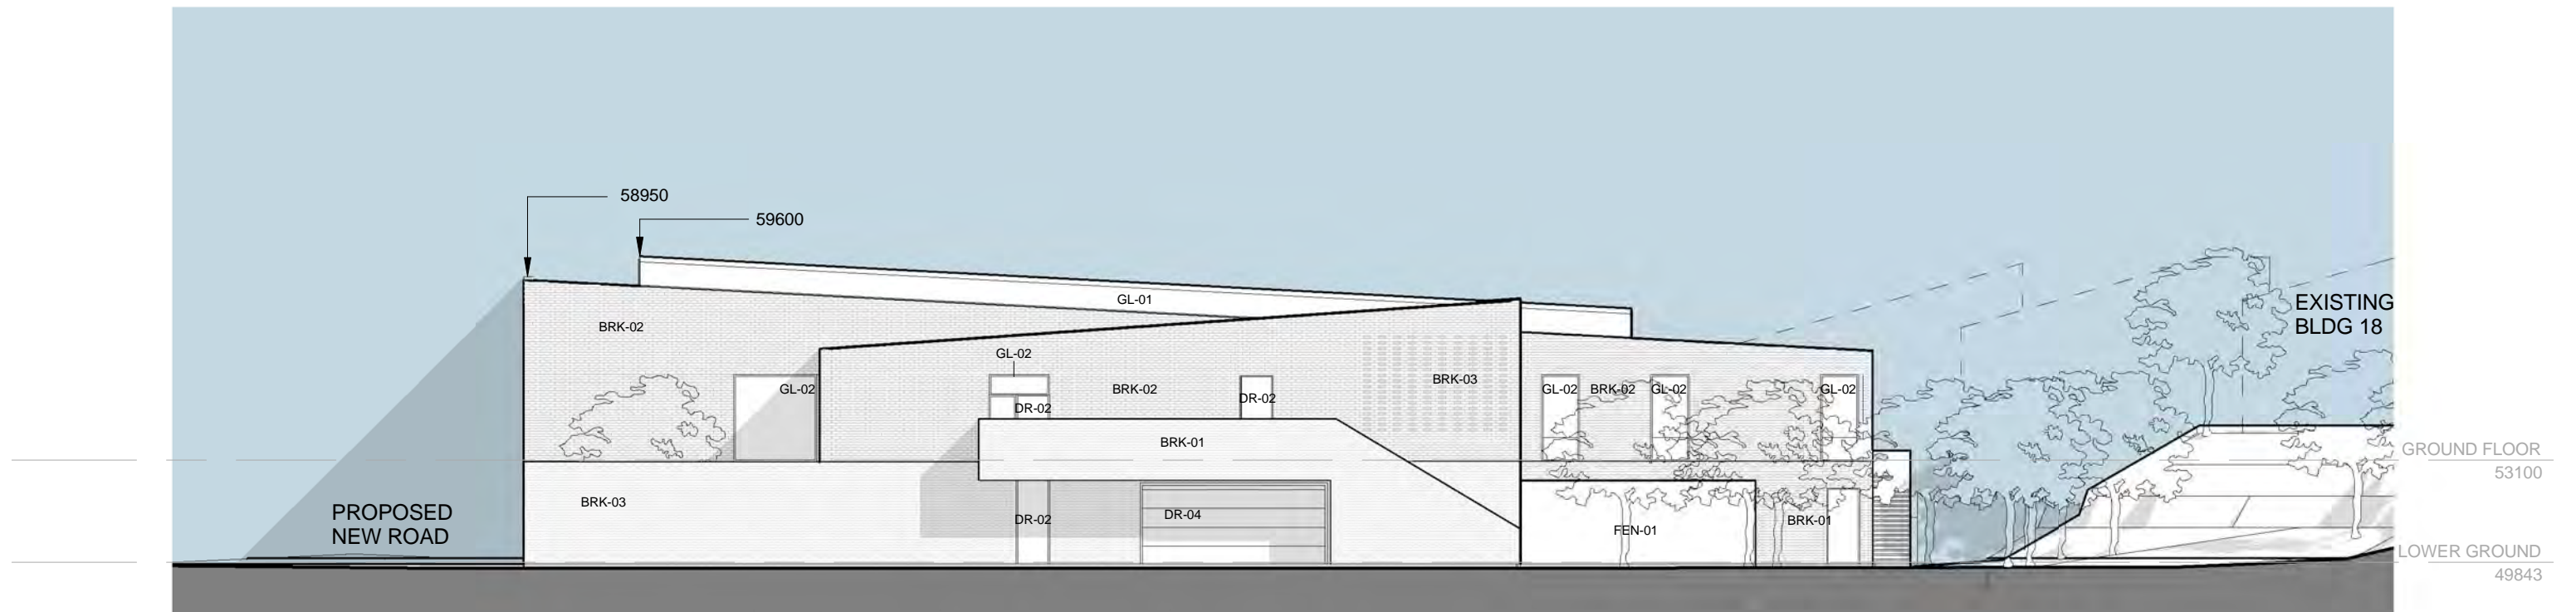 58950
59600
GL-01
BRK-02
EXISTING
BLDG 18
GL-02
BRK-03
GL-02
BRK-02
DR-02
GL-02
BRK-02
GL-02
GL-02
DR-02
BRK-01
GROUND FLOOR
53100
BRK-03
PROPOSED
NEW ROAD
DR-02
DR-04
FEN-01
BRK-01
LOWER GROUND
49843